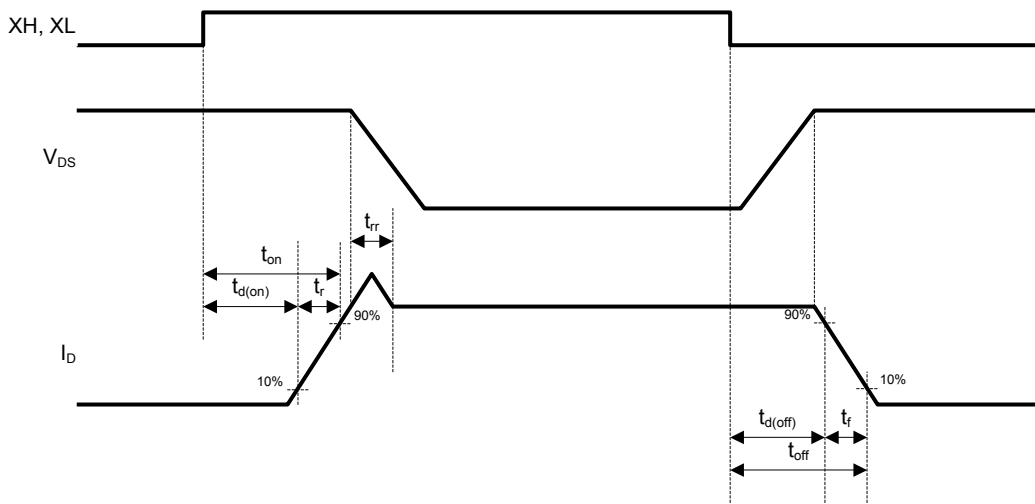 XH, XL
VDS
trr
ton
td(on) tr
90% 90%
ID
10% 10%
td(off) tf
toff